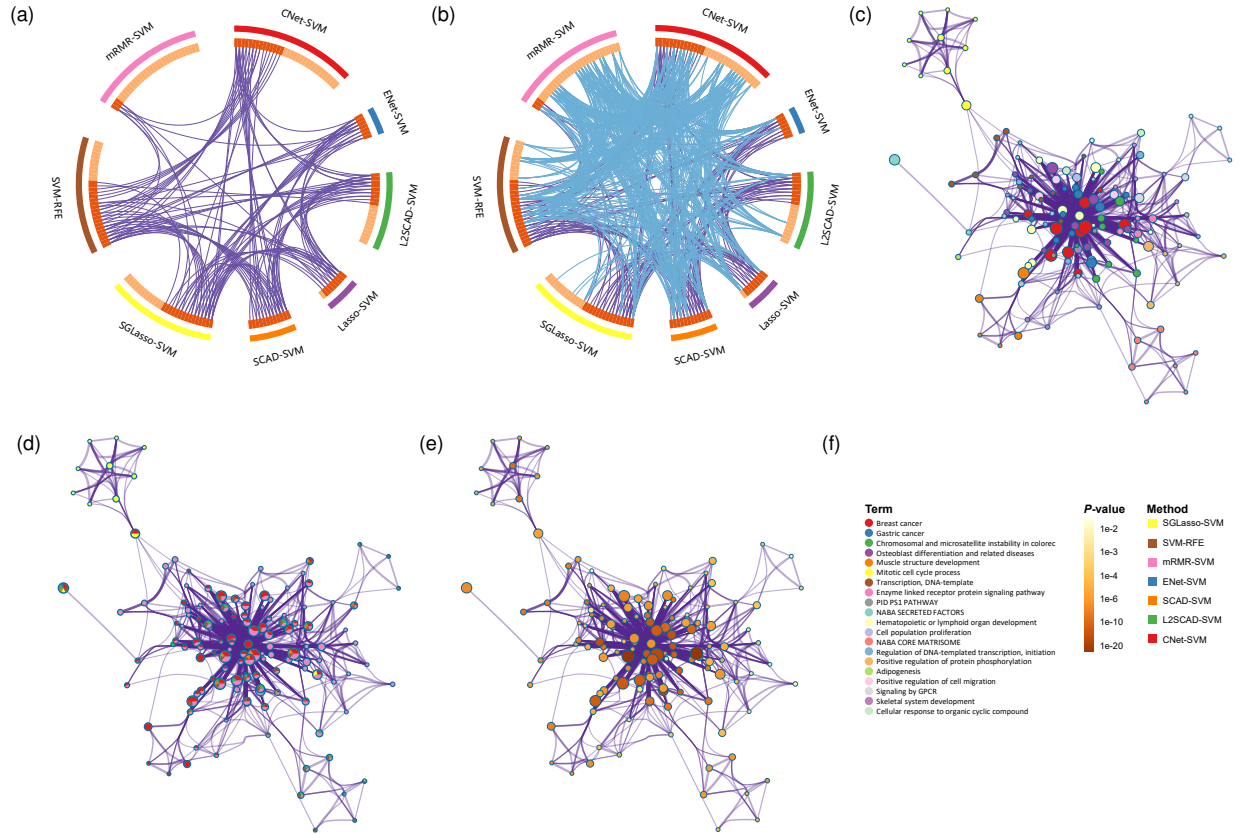 (a)
CNet-SVM
mRMR-SVM
ENet-SVM
SVM-RFE
L2SCAD-SVM
SGLasso-SVM
SCAD-SVM
Lasso-SVM
(b)
CNet-SVM
mRMR-SVM
ENet-SVM
SVM-RFE
L2SCAD-SVM
SGLasso-SVM
SCAD-SVM
Lasso-SVM
(c)
(d)
(e)
(f)
Term
Breast cancer
Gastric cancer
Chromosomal and microsatellite instability in colorec
Osteoblast differentiation and related diseases
Muscle structure development
Mitotic cell cycle process
Transcription, DNA-template
Enzyme linked receptor protein signaling pathway
PID PS1 PATHWAY
NABA SECRETED FACTORS
Hematopoietic or lymphoid organ development
Cell population proliferation
NABA CORE MATRISOME
Regulation of DNA-templated transcription, initiation
Positive regulation of protein phosphorylation
Adipogenesis
Positive regulation of cell migration
Signaling by GPCR
Skeletal system development
Cellular response to organic cyclic compound
P-value
1e-2
1e-3
1e-4
1e-6
1e-10
1e-20
Method
SGLasso-SVM
SVM-RFE
mRMR-SVM
ENet-SVM
SCAD-SVM
L2SCAD-SVM
CNet-SVM